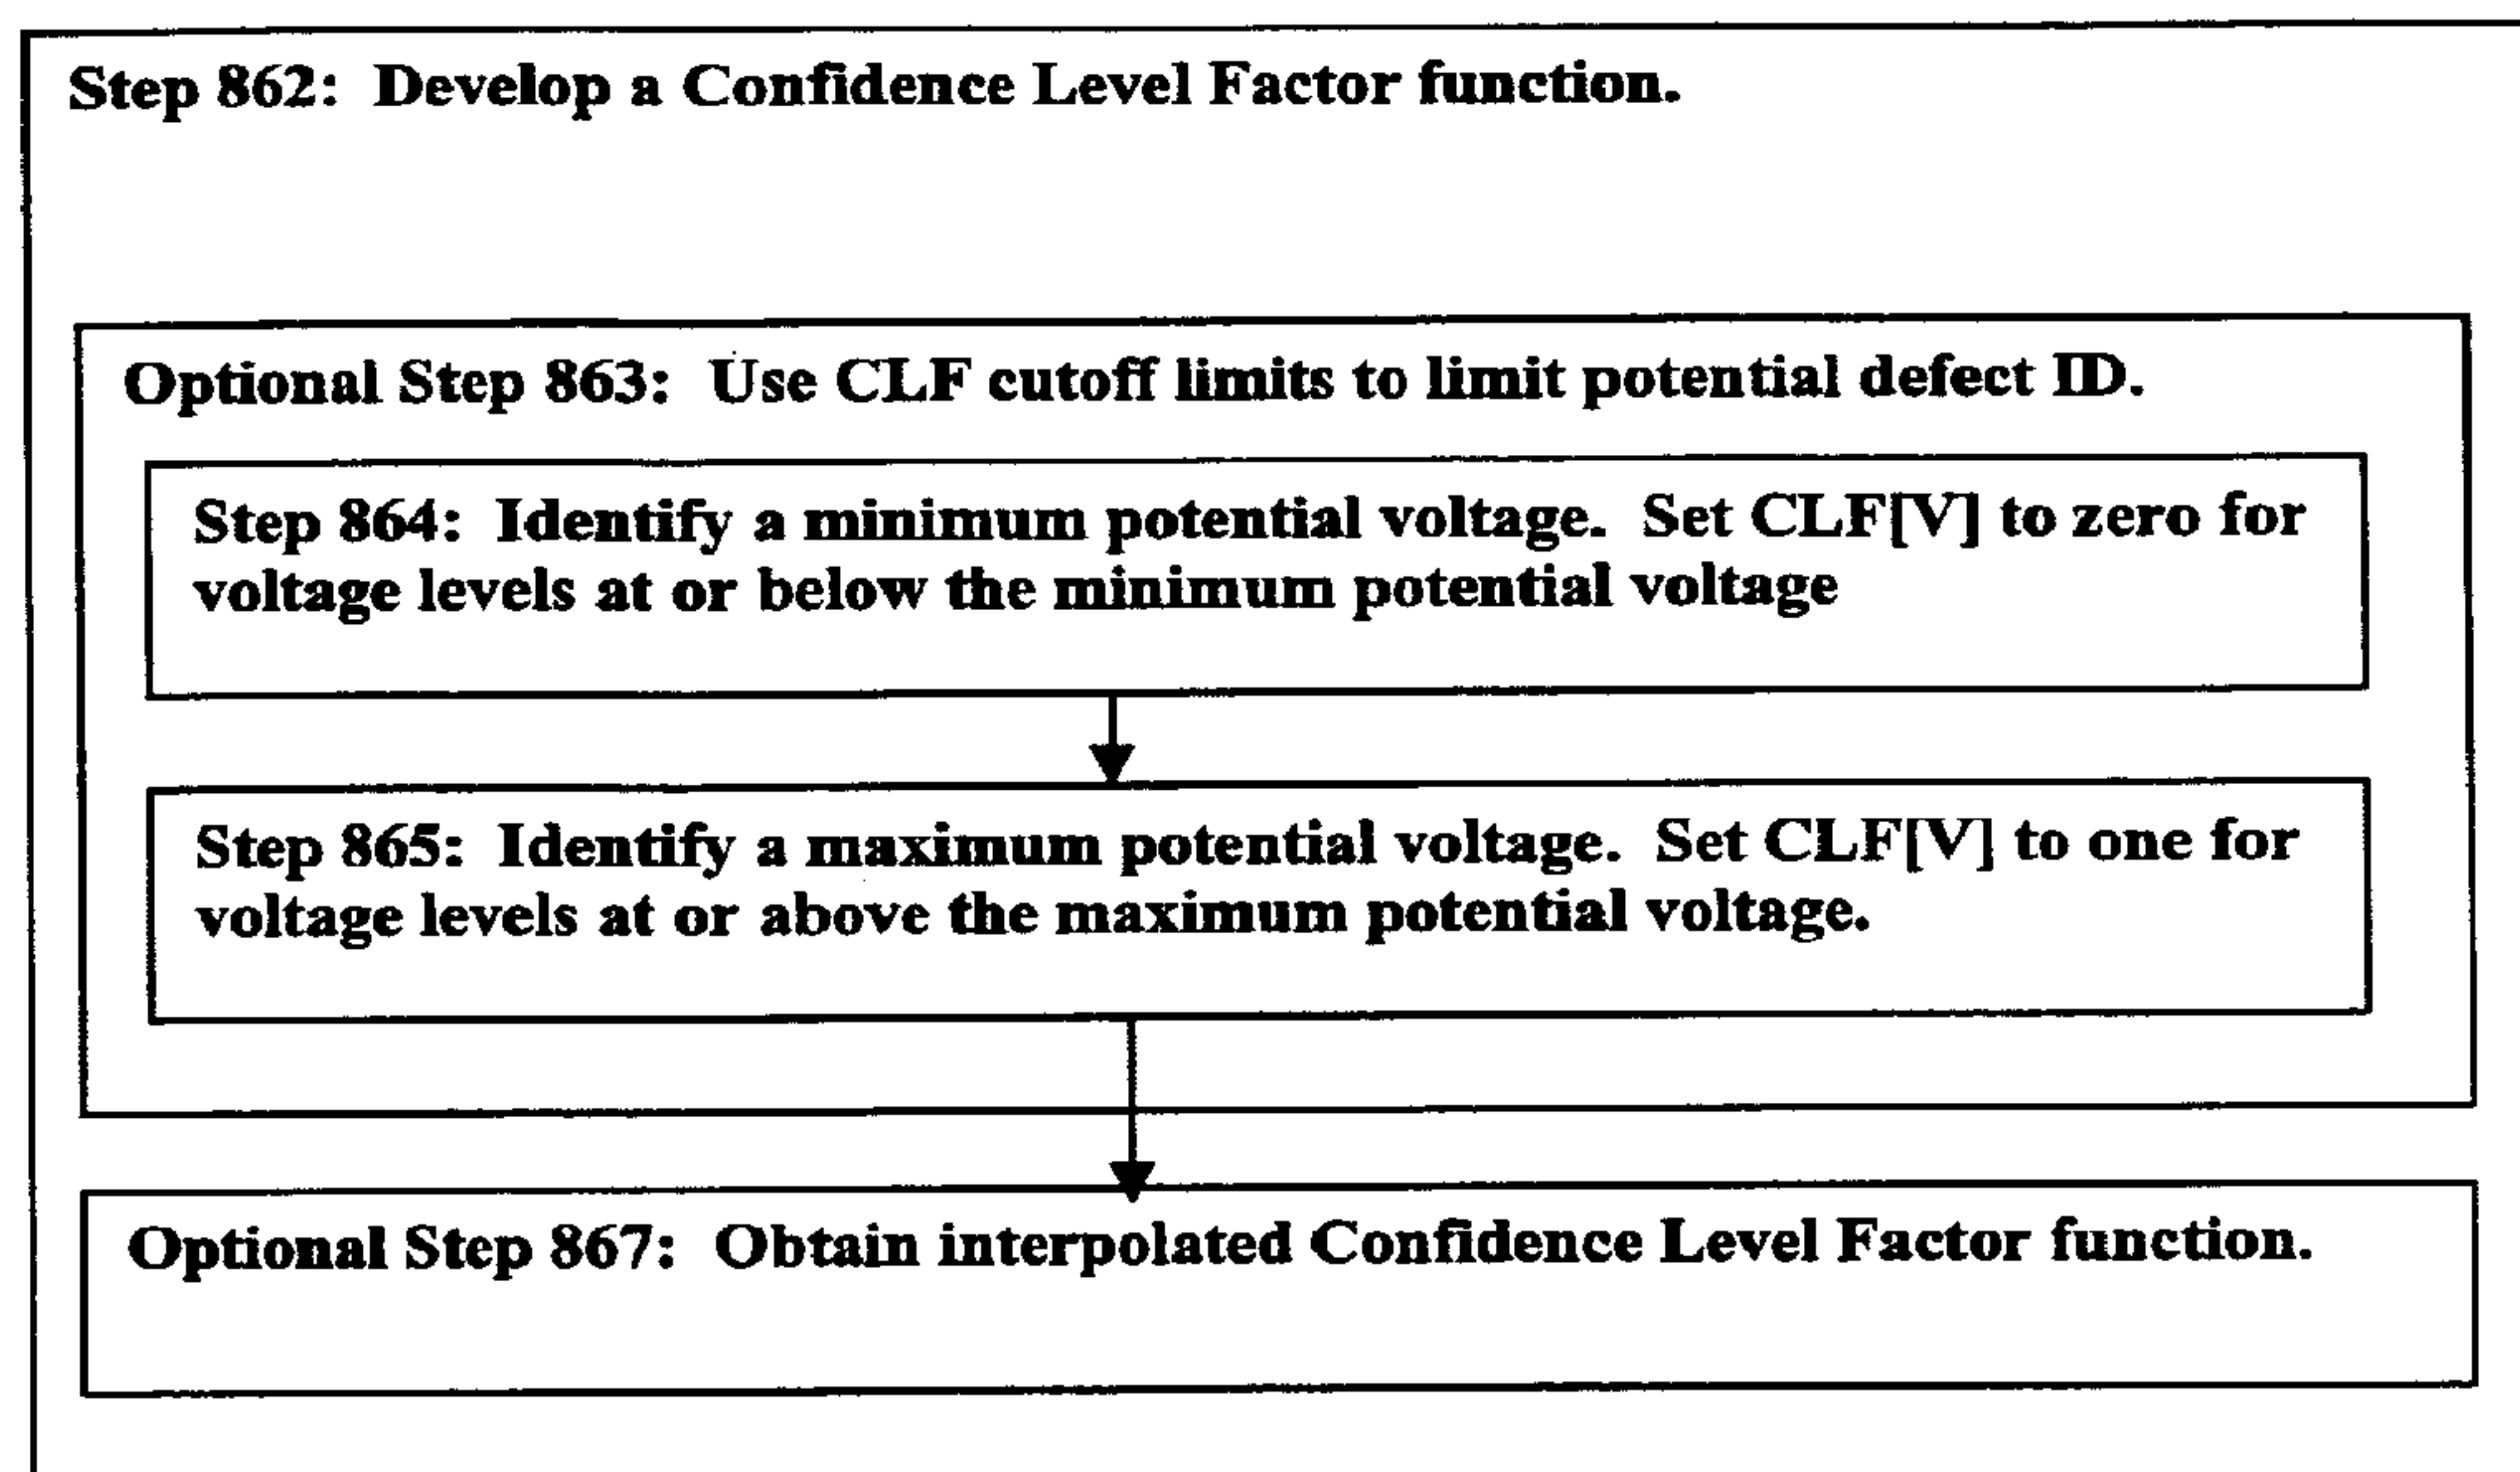 Step 862: Develop a Confidence Level Factor function.
Optional Step 863: Use CLF cutoff limits to limit potential defect ID.
Step 864: Identify a minimum potential voltage. Set CLF[V] to zero for
voltage levels at or below the minimum potential voltage
Step 865: Identify a maximum potential voltage. Set CLF[V] to one for
voltage levels at or above the maximum potential voltage.
Optional Step 867: Obtain interpolated Confidence Level Factor function.